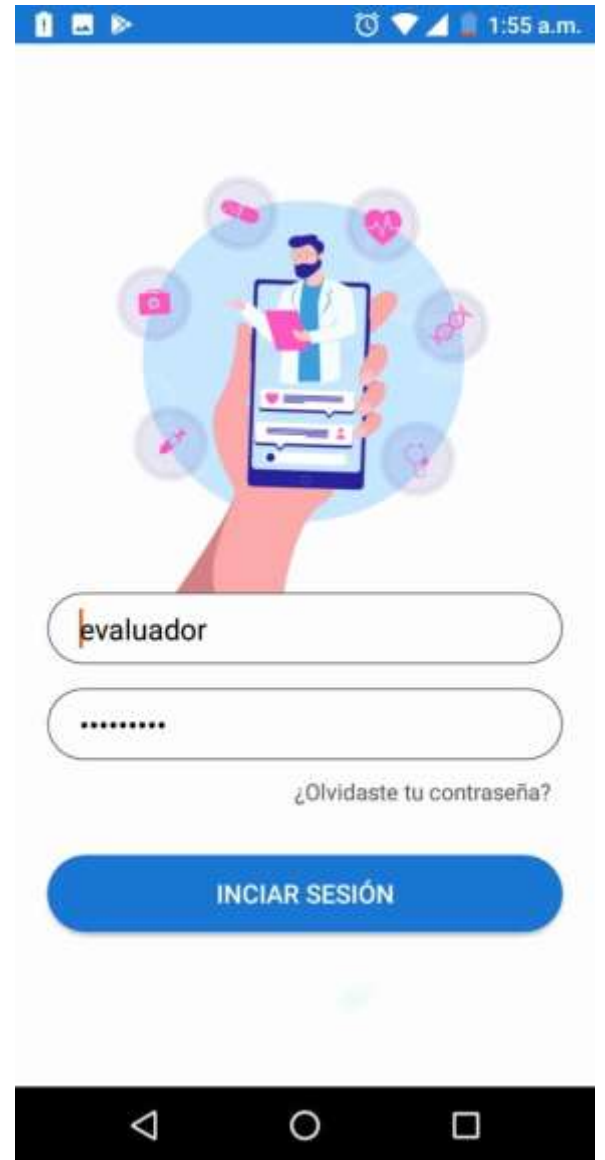 1:55 a.m.
evaluador
•••••••••
¿Olvidaste tu contraseña?
INCIAR SESIÓN